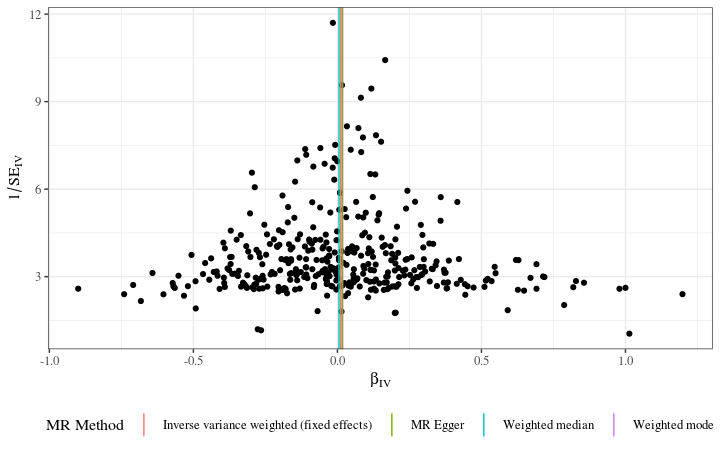 12
9
6
3
1/SE_IV
-1.0 -0.5 0.0 0.5 1.0
β_IV
MR Method Inverse variance weighted (fixed effects) MR Egger Weighted median Weighted mode